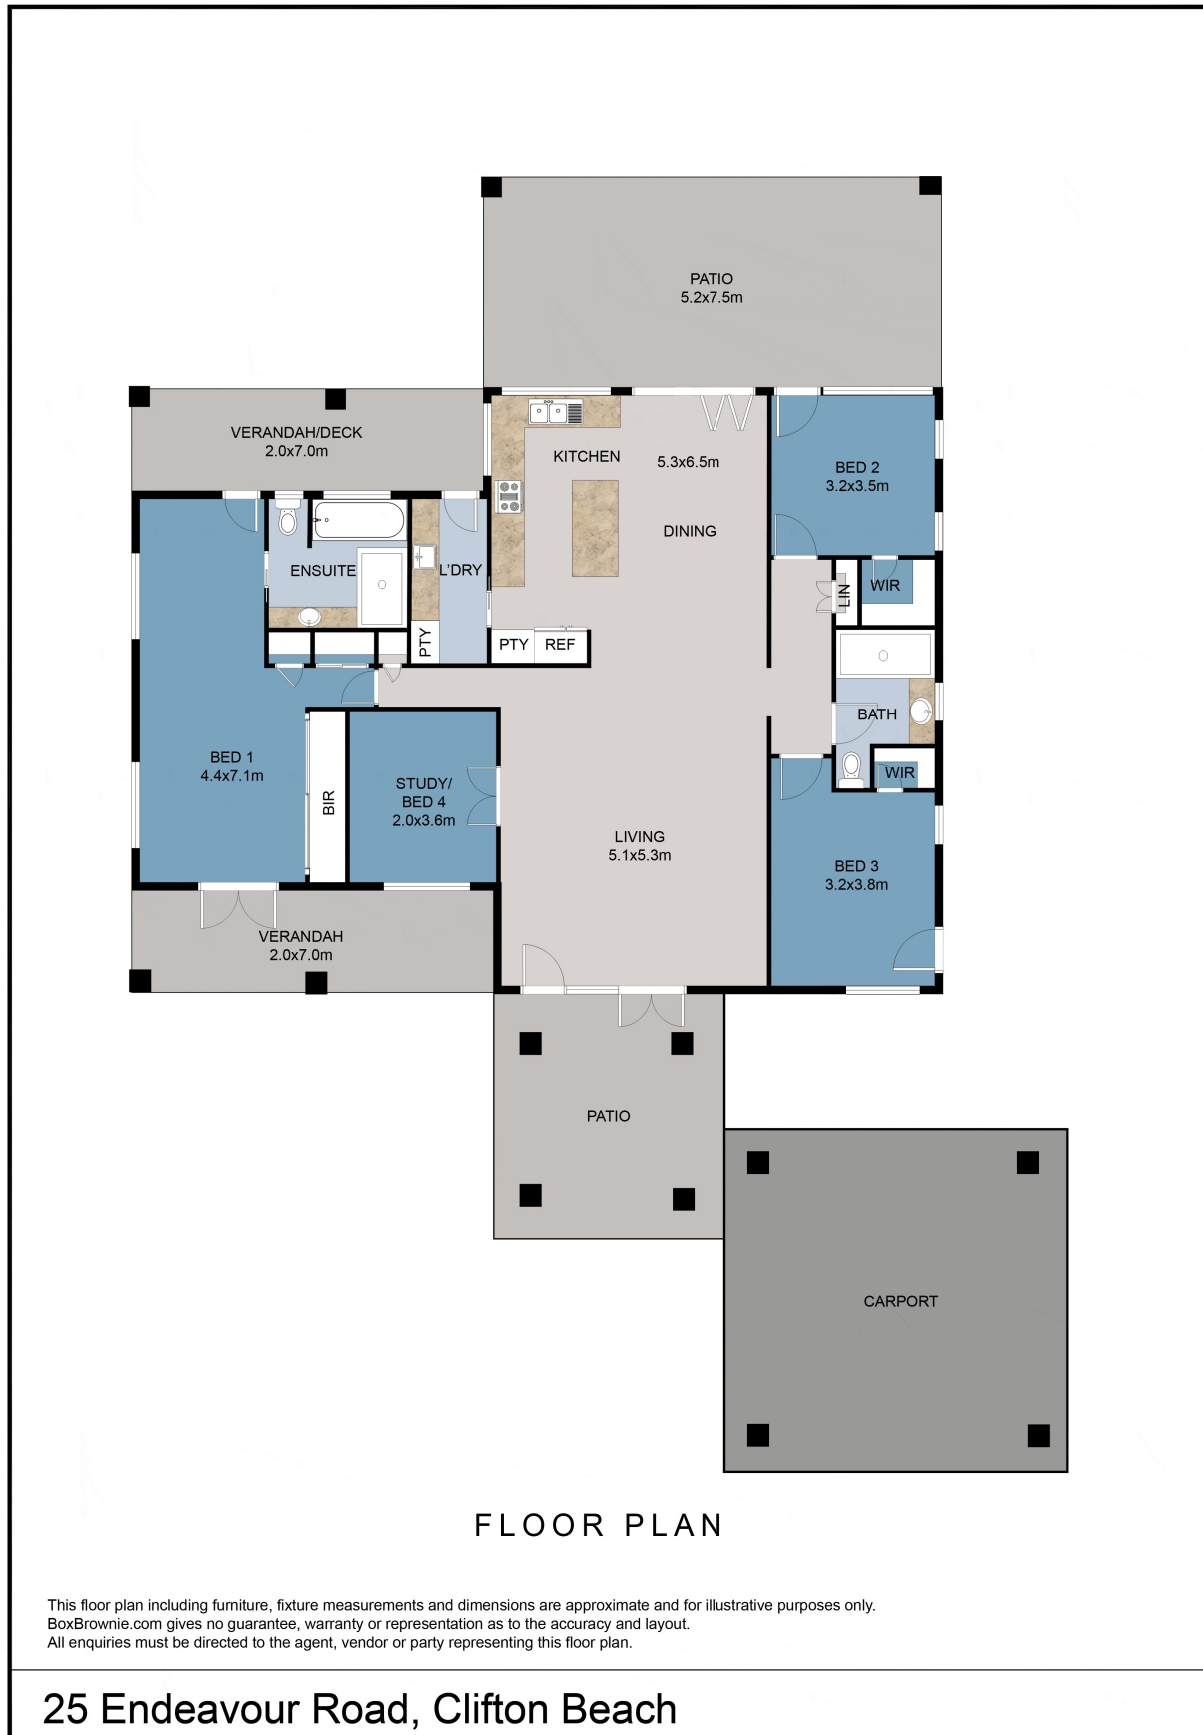 PATIO
5.2x7.5m
VERANDAH/DECK
2.0x7.0m
KITCHEN
5.3x6.5m
BED 2
3.2x3.5m
DINING
ENSUITE
L'DRY
WIR
LIN
PTY
PTY
REF
BATH
BED 1
4.4x7.1m
BIR
STUDY/
BED 4
2.0x3.6m
WIR
LIVING
5.1x5.3m
BED 3
3.2x3.8m
VERANDAH
2.0x7.0m
PATIO
CARPORT
FLOOR PLAN
This floor plan including furniture, fixture measurements and dimensions are approximate and for illustrative purposes only.
BoxBrownie.com gives no guarantee, warranty or representation as to the accuracy and layout.
All enquiries must be directed to the agent, vendor or party representing this floor plan.
25 Endeavour Road, Clifton Beach